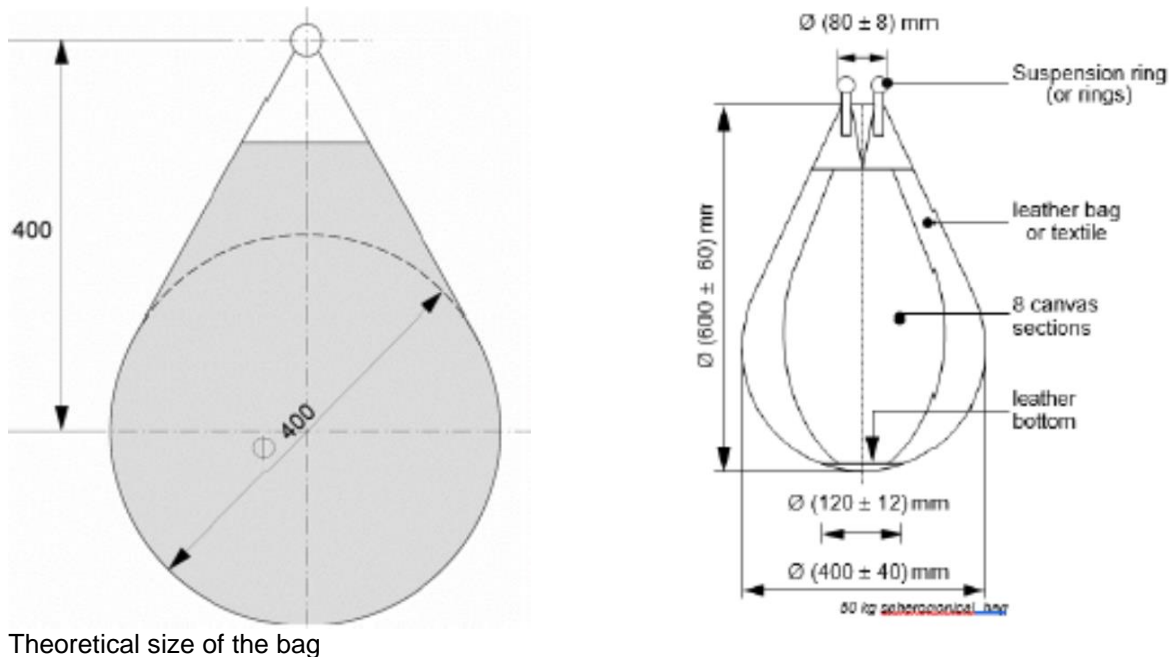 400
Φ 400
Theoretical size of the bag
Ø (80 ± 8) mm
Suspension ring
(or rings)
leather bag
or textile
Ø (600 ± 60) mm
8 canvas
sections
leather
bottom
Ø (120 ± 12) mm
Ø (400 ± 40) mm
50 kg spheroconical bag